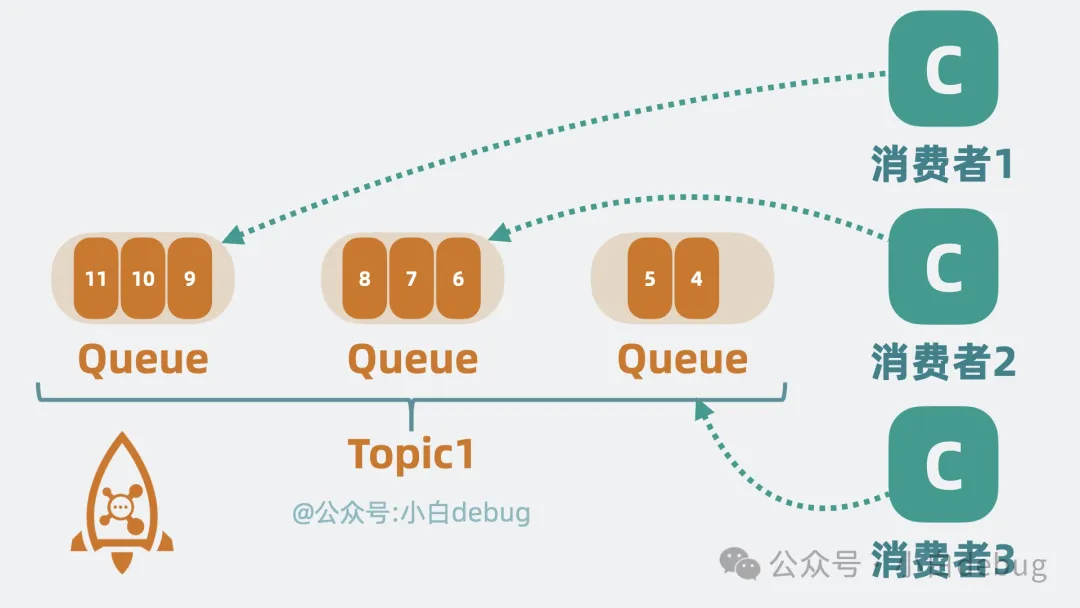 C
消费者1
11 10 9
8 7 6
5 4
Queue
Queue
Queue
C
消费者2
Topic1
@公众号:小白debug
C
消费者3
公众号·小白debug